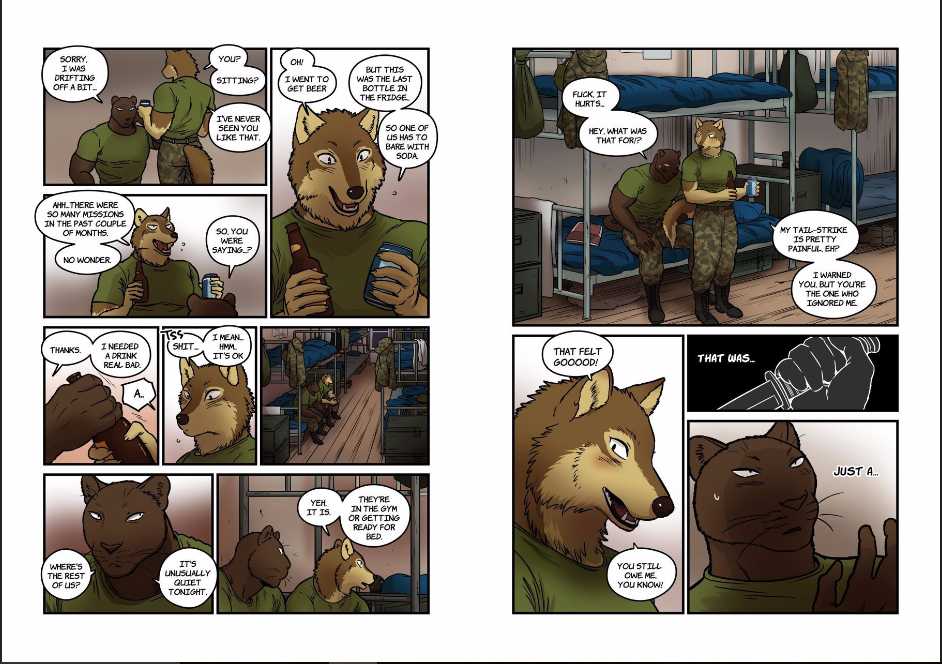 SORRY,
I WAS
DRIFTING
OFF A BIT...
YOU?
SITTING?
I'VE NEVER
SEEN YOU
LIKE THAT.
OH!
I WENT TO
GET BEER
BUT THIS
WAS THE LAST
BOTTLE IN
THE FRIDGE...
SO ONE OF
US HAS TO
BARE WITH
SODA.
AHH...THERE WERE
SO MANY MISSIONS
IN THE PAST COUPLE
OF MONTHS.
NO WONDER.
SO, YOU
WERE
SAYING...?
THANKS.
I NEEDED
A DRINK
REAL BAD.
A...
TSS
SHIT...
I MEAN...
HMM...
IT'S OK
WHERE'S
THE REST
OF US?
IT'S
UNUSUALLY
QUIET
TONIGHT.
YEH.
IT IS.
THEY'RE
IN THE GYM
OR GETTING
READY FOR
BED.
FUCK, IT
HURTS...
HEY, WHAT WAS
THAT FOR!?
MY TAIL-STRIKE
IS PRETTY
PAINFUL, EH?
I WARNED
YOU, BUT YOU'RE
THE ONE WHO
IGNORED ME.
THAT FELT
GOOOOD!
YOU STILL
OWE ME,
YOU KNOW!
THAT WAS...
JUST A...